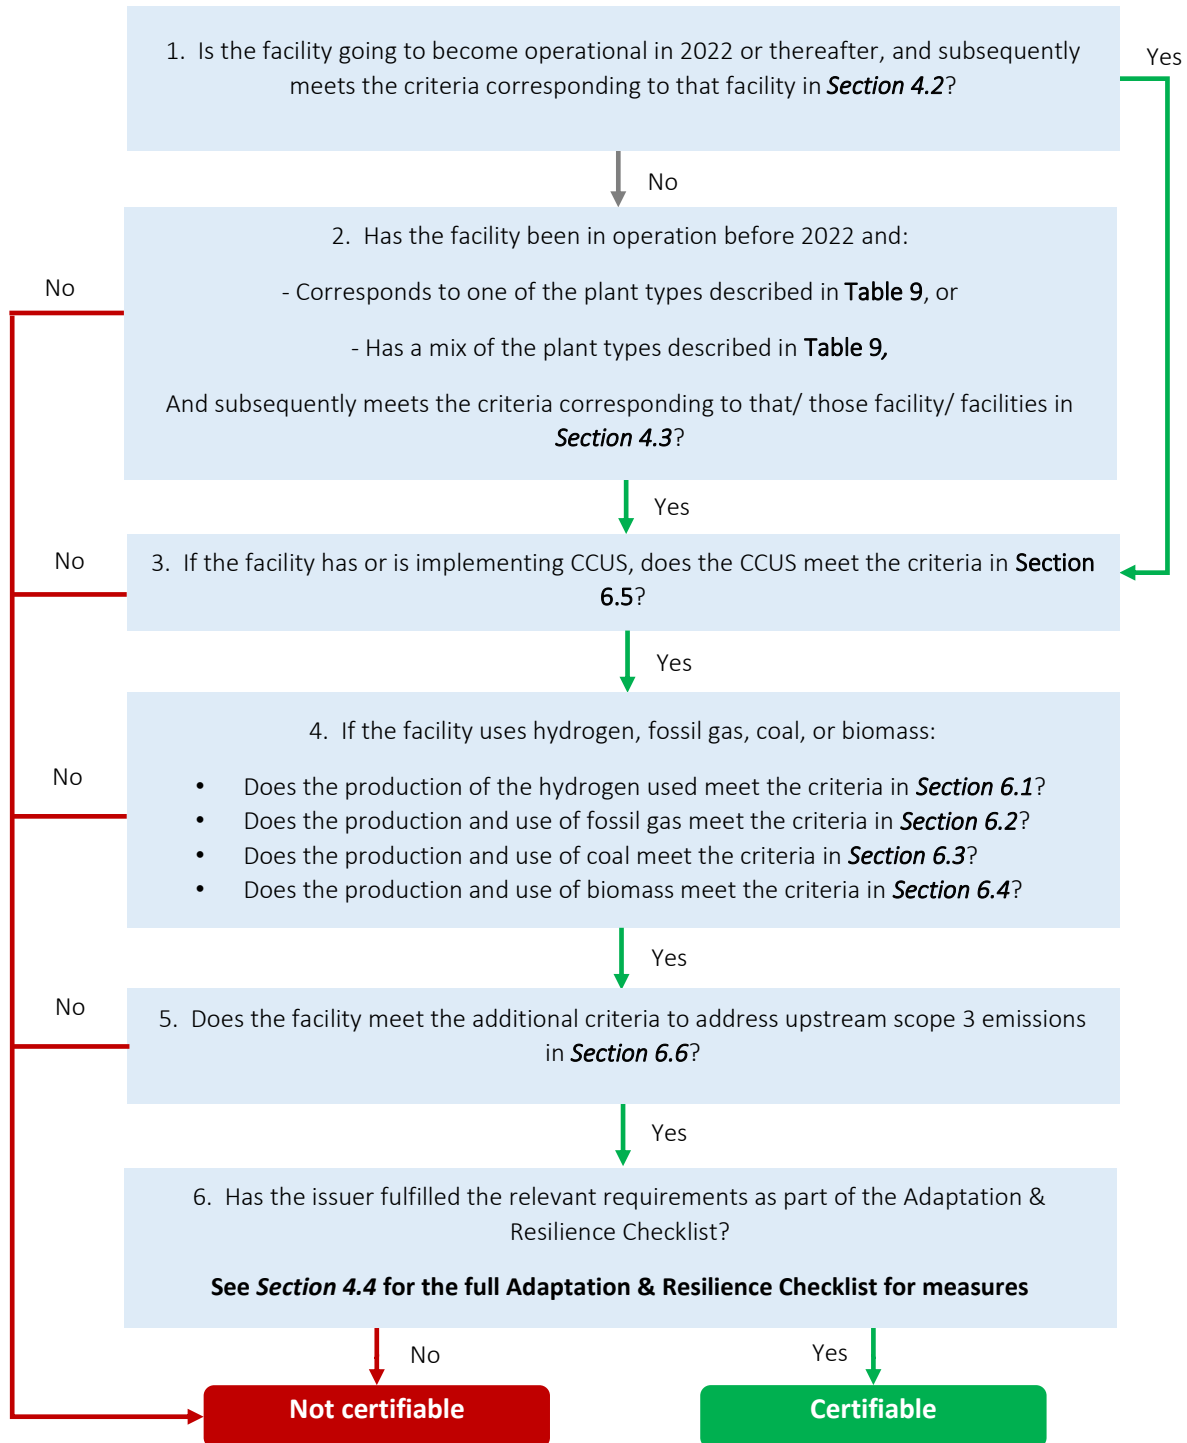 1. Is the facility going to become operational in 2022 or thereafter, and subsequently
meets the criteria corresponding to that facility in Section 4.2?
Yes
No
2. Has the facility been in operation before 2022 and:
- Corresponds to one of the plant types described in Table 9, or
- Has a mix of the plant types described in Table 9,
And subsequently meets the criteria corresponding to that/ those facility/ facilities in
Section 4.3?
No
Yes
3. If the facility has or is implementing CCUS, does the CCUS meet the criteria in Section
6.5?
No
Yes
4. If the facility uses hydrogen, fossil gas, coal, or biomass:
• Does the production of the hydrogen used meet the criteria in Section 6.1?
• Does the production and use of fossil gas meet the criteria in Section 6.2?
• Does the production and use of coal meet the criteria in Section 6.3?
• Does the production and use of biomass meet the criteria in Section 6.4?
No
Yes
5. Does the facility meet the additional criteria to address upstream scope 3 emissions
in Section 6.6?
No
Yes
6. Has the issuer fulfilled the relevant requirements as part of the Adaptation &
Resilience Checklist?
See Section 4.4 for the full Adaptation & Resilience Checklist for measures
No
Yes
Not certifiable
Certifiable